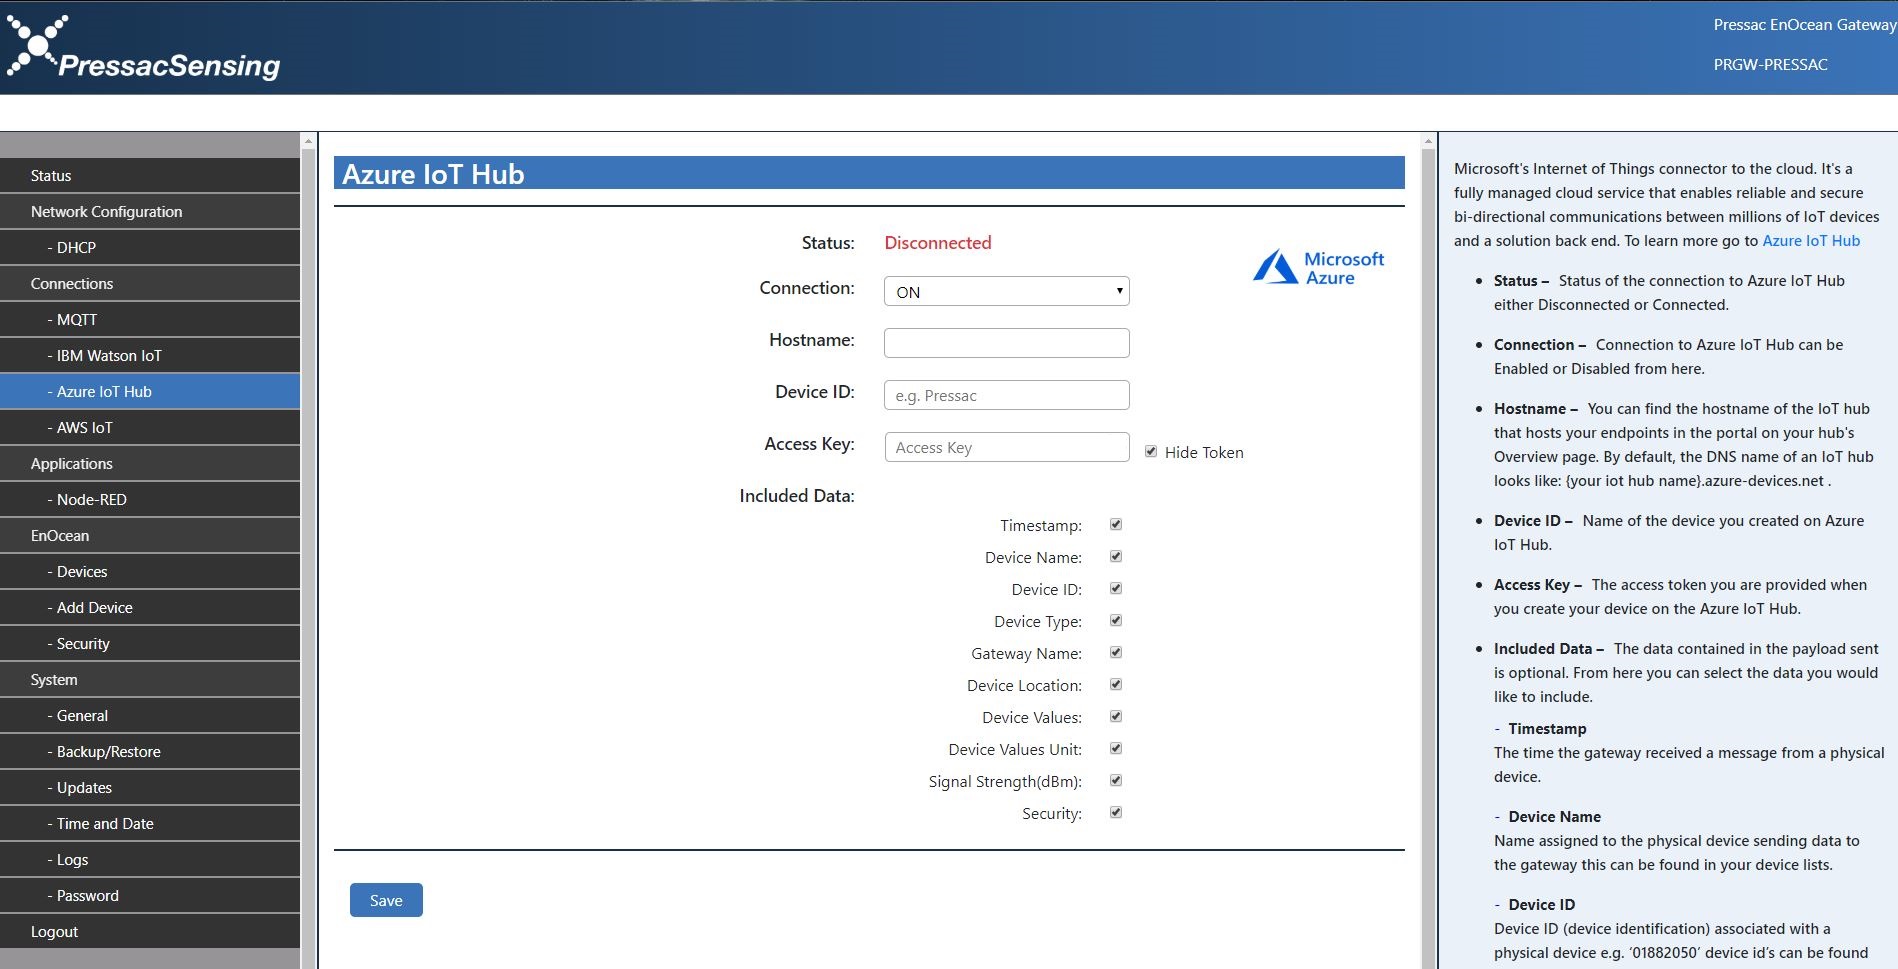 PressacSensing
Pressac EnOcean Gateway
PRGW-PRESSAC
Status
Network Configuration
- DHCP
Connections
- MQTT
- IBM Watson IoT
- Azure IoT Hub
- AWS IoT
Applications
- Node-RED
EnOcean
- Devices
- Add Device
- Security
System
- General
- Backup/Restore
- Updates
- Time and Date
- Logs
- Password
Logout
Azure IoT Hub
Status: Disconnected
Microsoft
Azure
Connection: ON
Hostname:
Device ID: e.g. Pressac
Access Key: Access Key Hide Token
Included Data:
Timestamp:
Device Name:
Device ID:
Device Type:
Gateway Name:
Device Location:
Device Values:
Device Values Unit:
Signal Strength(dBm):
Security:
Save
Microsoft's Internet of Things connector to the cloud. It's a
fully managed cloud service that enables reliable and secure
bi-directional communications between millions of IoT devices
and a solution back end. To learn more go to Azure IoT Hub
• Status – Status of the connection to Azure IoT Hub
either Disconnected or Connected.
• Connection – Connection to Azure IoT Hub can be
Enabled or Disabled from here.
• Hostname – You can find the hostname of the IoT hub
that hosts your endpoints in the portal on your hub's
Overview page. By default, the DNS name of an IoT hub
looks like: {your iot hub name}.azure-devices.net .
• Device ID – Name of the device you created on Azure
IoT Hub.
• Access Key – The access token you are provided when
you create your device on the Azure IoT Hub.
• Included Data – The data contained in the payload sent
is optional. From here you can select the data you would
like to include.
- Timestamp
The time the gateway received a message from a physical
device.
- Device Name
Name assigned to the physical device sending data to
the gateway this can be found in your device lists.
- Device ID
Device ID (device identification) associated with a
physical device e.g. ‘01882050’ device id’s can be found